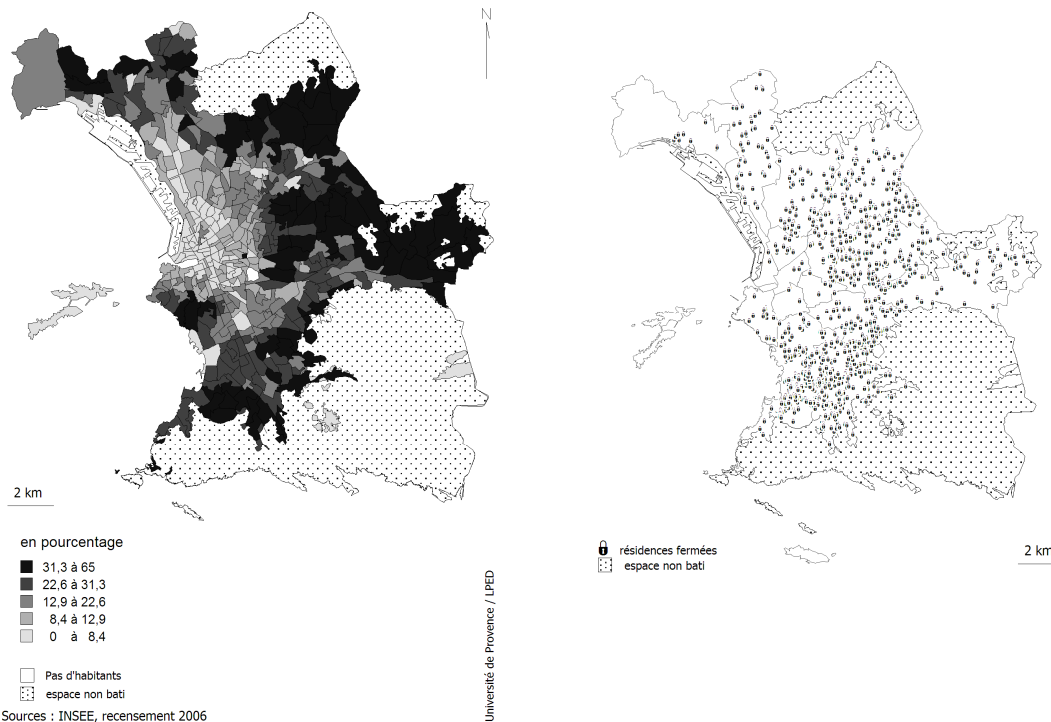 N
2 km
en pourcentage
31,3 à 65
22,6 à 31,3
12,9 à 22,6
8,4 à 12,9
0 à 8,4
Pas d'habitants
espace non bati
Sources : INSEE, recensement 2006
Université de Provence / LPED
résidences fermées
espace non bati
2 km